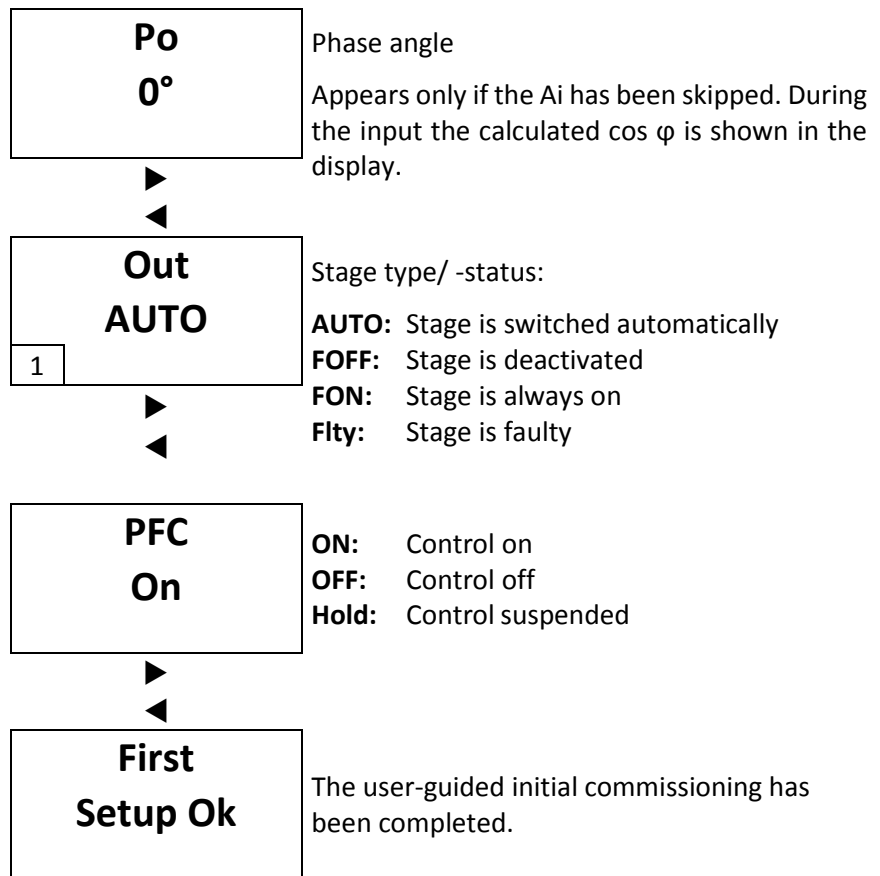 Po
0°
Phase angle
Appears only if the Ai has been skipped. During
the input the calculated cos φ is shown in the
display.
Out
AUTO
1
Stage type/ -status:
AUTO: Stage is switched automatically
FOFF: Stage is deactivated
FON: Stage is always on
Flty: Stage is faulty
PFC
On
ON: Control on
OFF: Control off
Hold: Control suspended
First
Setup Ok
The user-guided initial commissioning has
been completed.